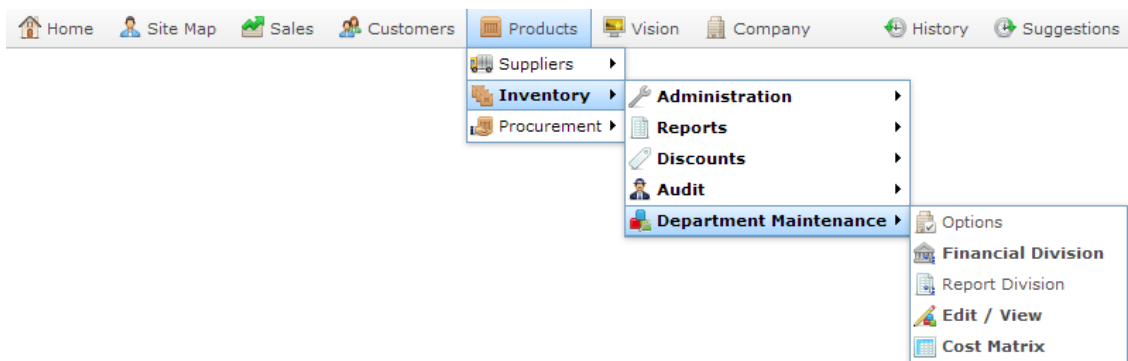 Home Site Map Sales Customers Products Vision Company History Suggestions
Suppliers
Inventory
Procurement
Administration
Reports
Discounts
Audit
Department Maintenance
Options
Financial Division
Report Division
Edit / View
Cost Matrix